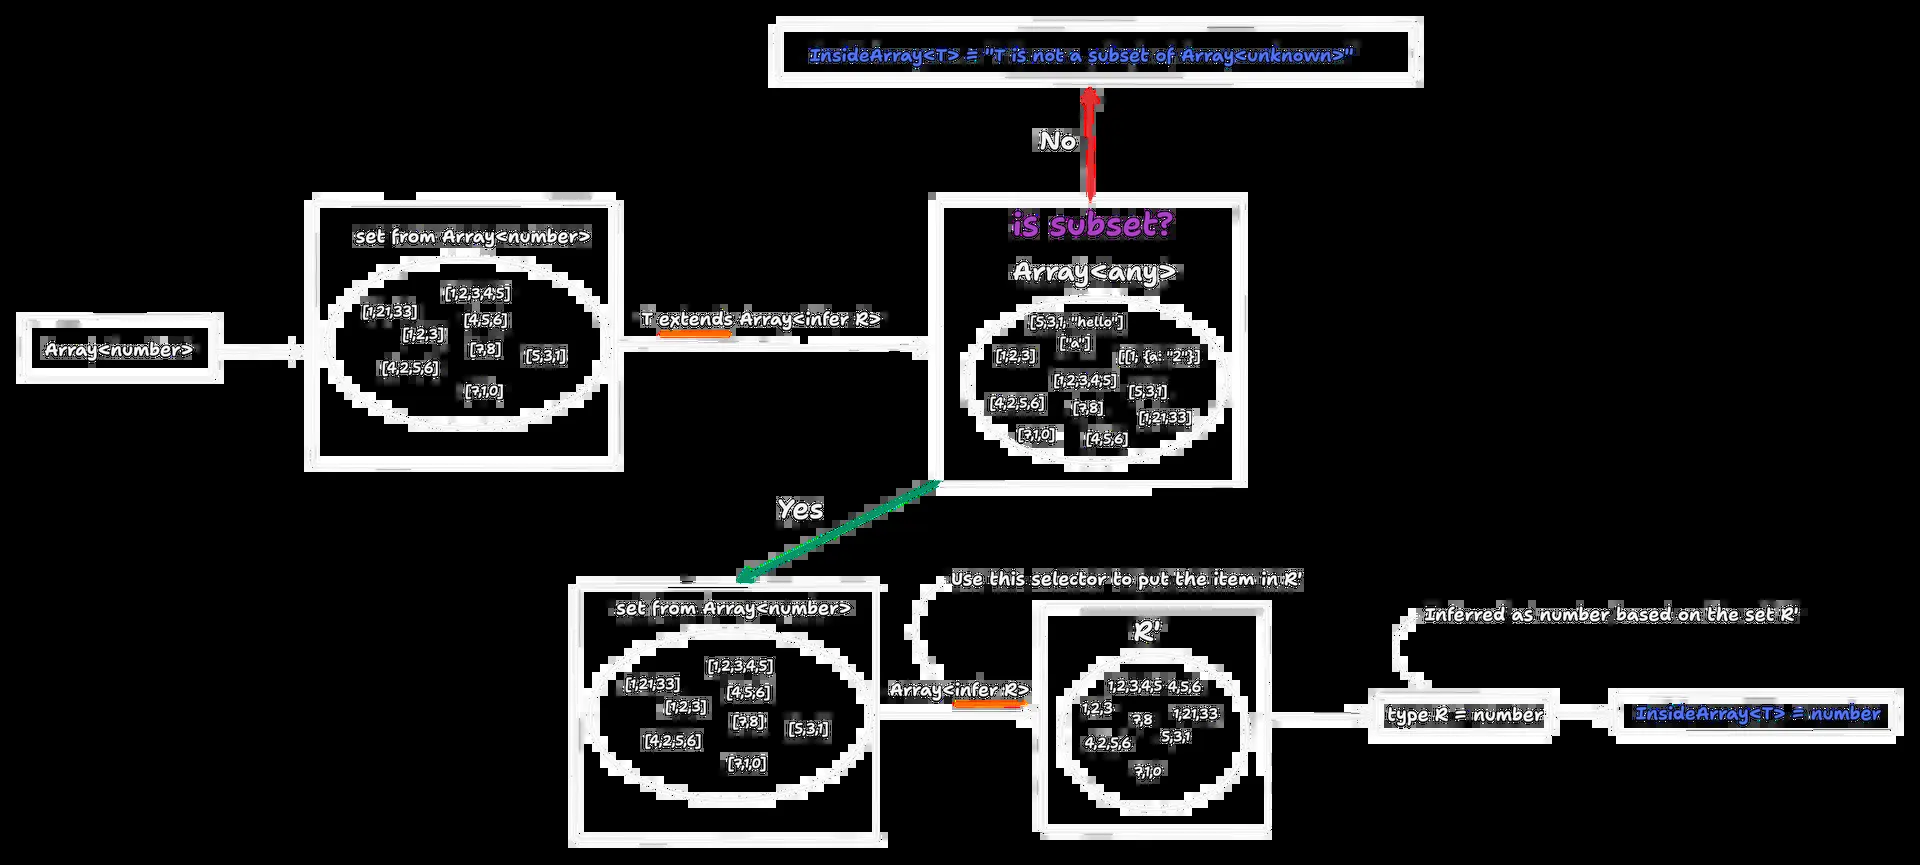 InsideArray<T> = "T is not a subset of Array<unknown>"
No
is subset?
Array<any>
[5,3,1, "hello"]
["a"]
[1,2,3]
[[1, {a: "2"}]
[1,2,3,4,5]
[5,3,1]
[4,2,5,6]
[7,8]
[1,21,33]
[7,1,0]
[4,5,6]
set from Array<number>
[1,2,3,4,5]
[1,21,33]
[4,5,6]
[1,2,3]
[7,8]
[5,3,1]
[4,2,5,6]
[7,1,0]
Array<number>
T extends Array<infer R>
Yes
set from Array<number>
[1,2,3,4,5]
[1,21,33]
[4,5,6]
[1,2,3]
[7,8]
[5,3,1]
[4,2,5,6]
[7,1,0]
Use this selector to put the item in R'
Array<infer R>
R'
1,2,3,4,5 4,5,6
1,2,3
7,8
1,21,33
4,2,5,6
5,3,1
7,1,0
Inferred as number based on the set R'
type R = number
InsideArray<T> = number